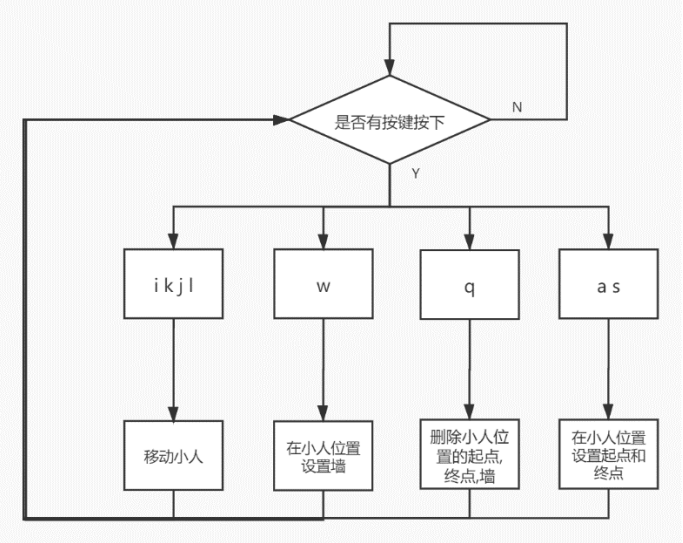 是否有按键按下
N
Y
i k j l
w
q
a s
移动小人
在小人位置
设置墙
删除小人位
置的起点,
终点,墙
在小人位置
设置起点和
终点